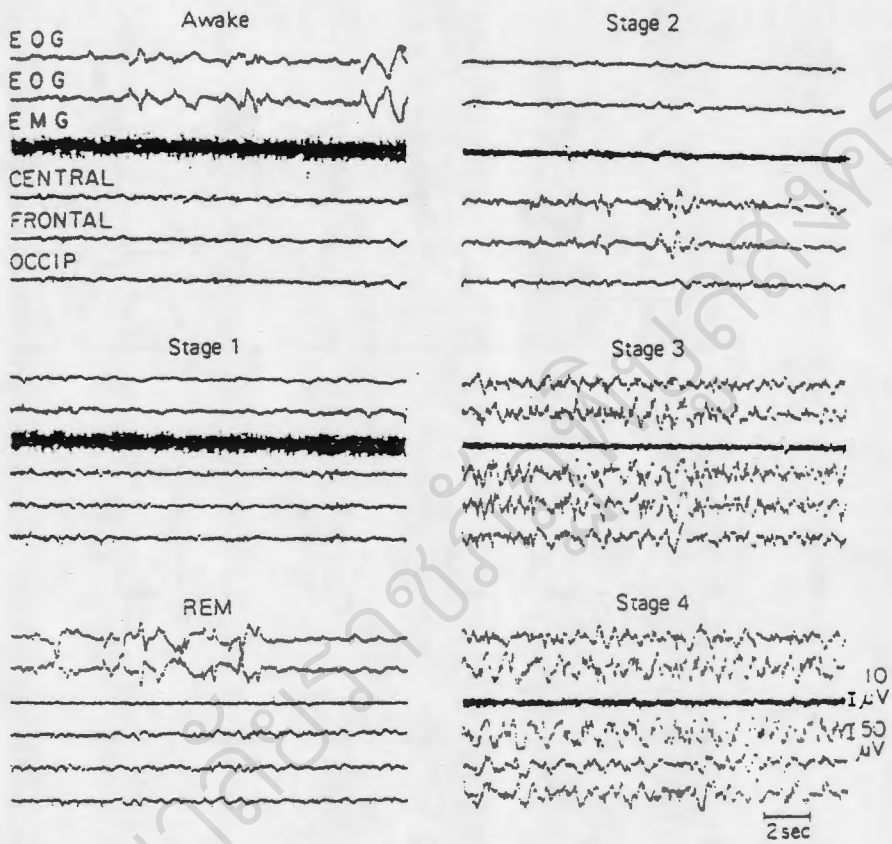 Awake
EOG
EOG
EMG
CENTRAL
FRONTAL
OCCIP
Stage 2
Stage 1
Stage 3
REM
Stage 4
10
μV
50
μV
2 sec